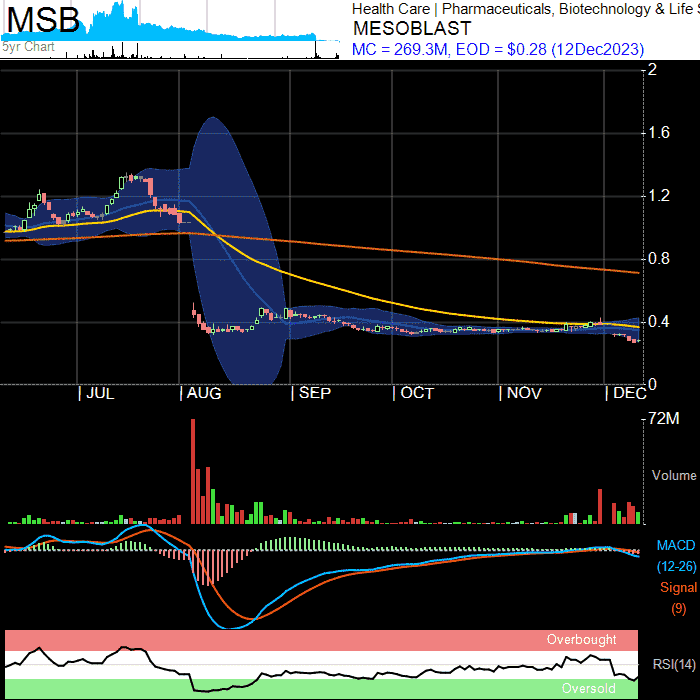 MSB
5yr Chart
Health Care | Pharmaceuticals, Biotechnology & Life S
MESOBLAST
MC = 269.3M, EOD = $0.28 (12Dec2023)
2
1.6
1.2
0.8
0.4
0
JUL
AUG
SEP
OCT
NOV
DEC
72M
Volume
MACD
(12-26)
Signal
(9)
Overbought
RSI(14)
Oversold